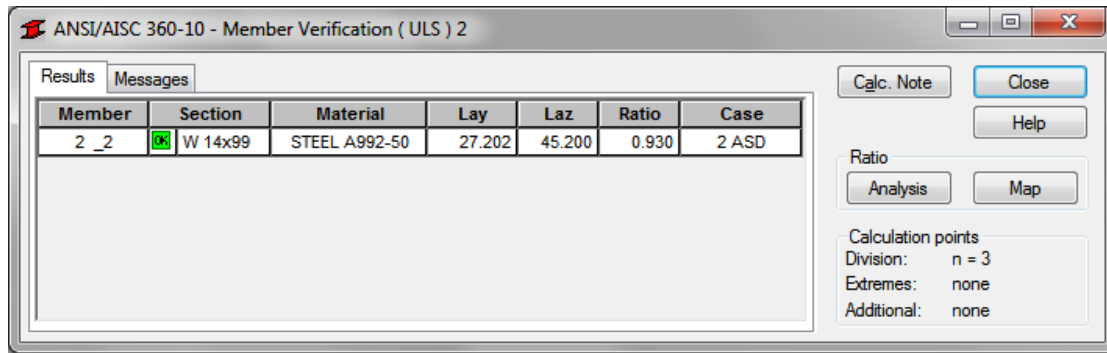 ANSI/AISC 360-10 - Member Verification ( ULS ) 2
Results Messages
Member Section Material Lay Laz Ratio Case
2 _2 OK W 14x99 STEEL A992-50 27.202 45.200 0.930 2 ASD
Calc. Note Close
Help
Ratio
Analysis Map
Calculation points
Division: n = 3
Extremes: none
Additional: none